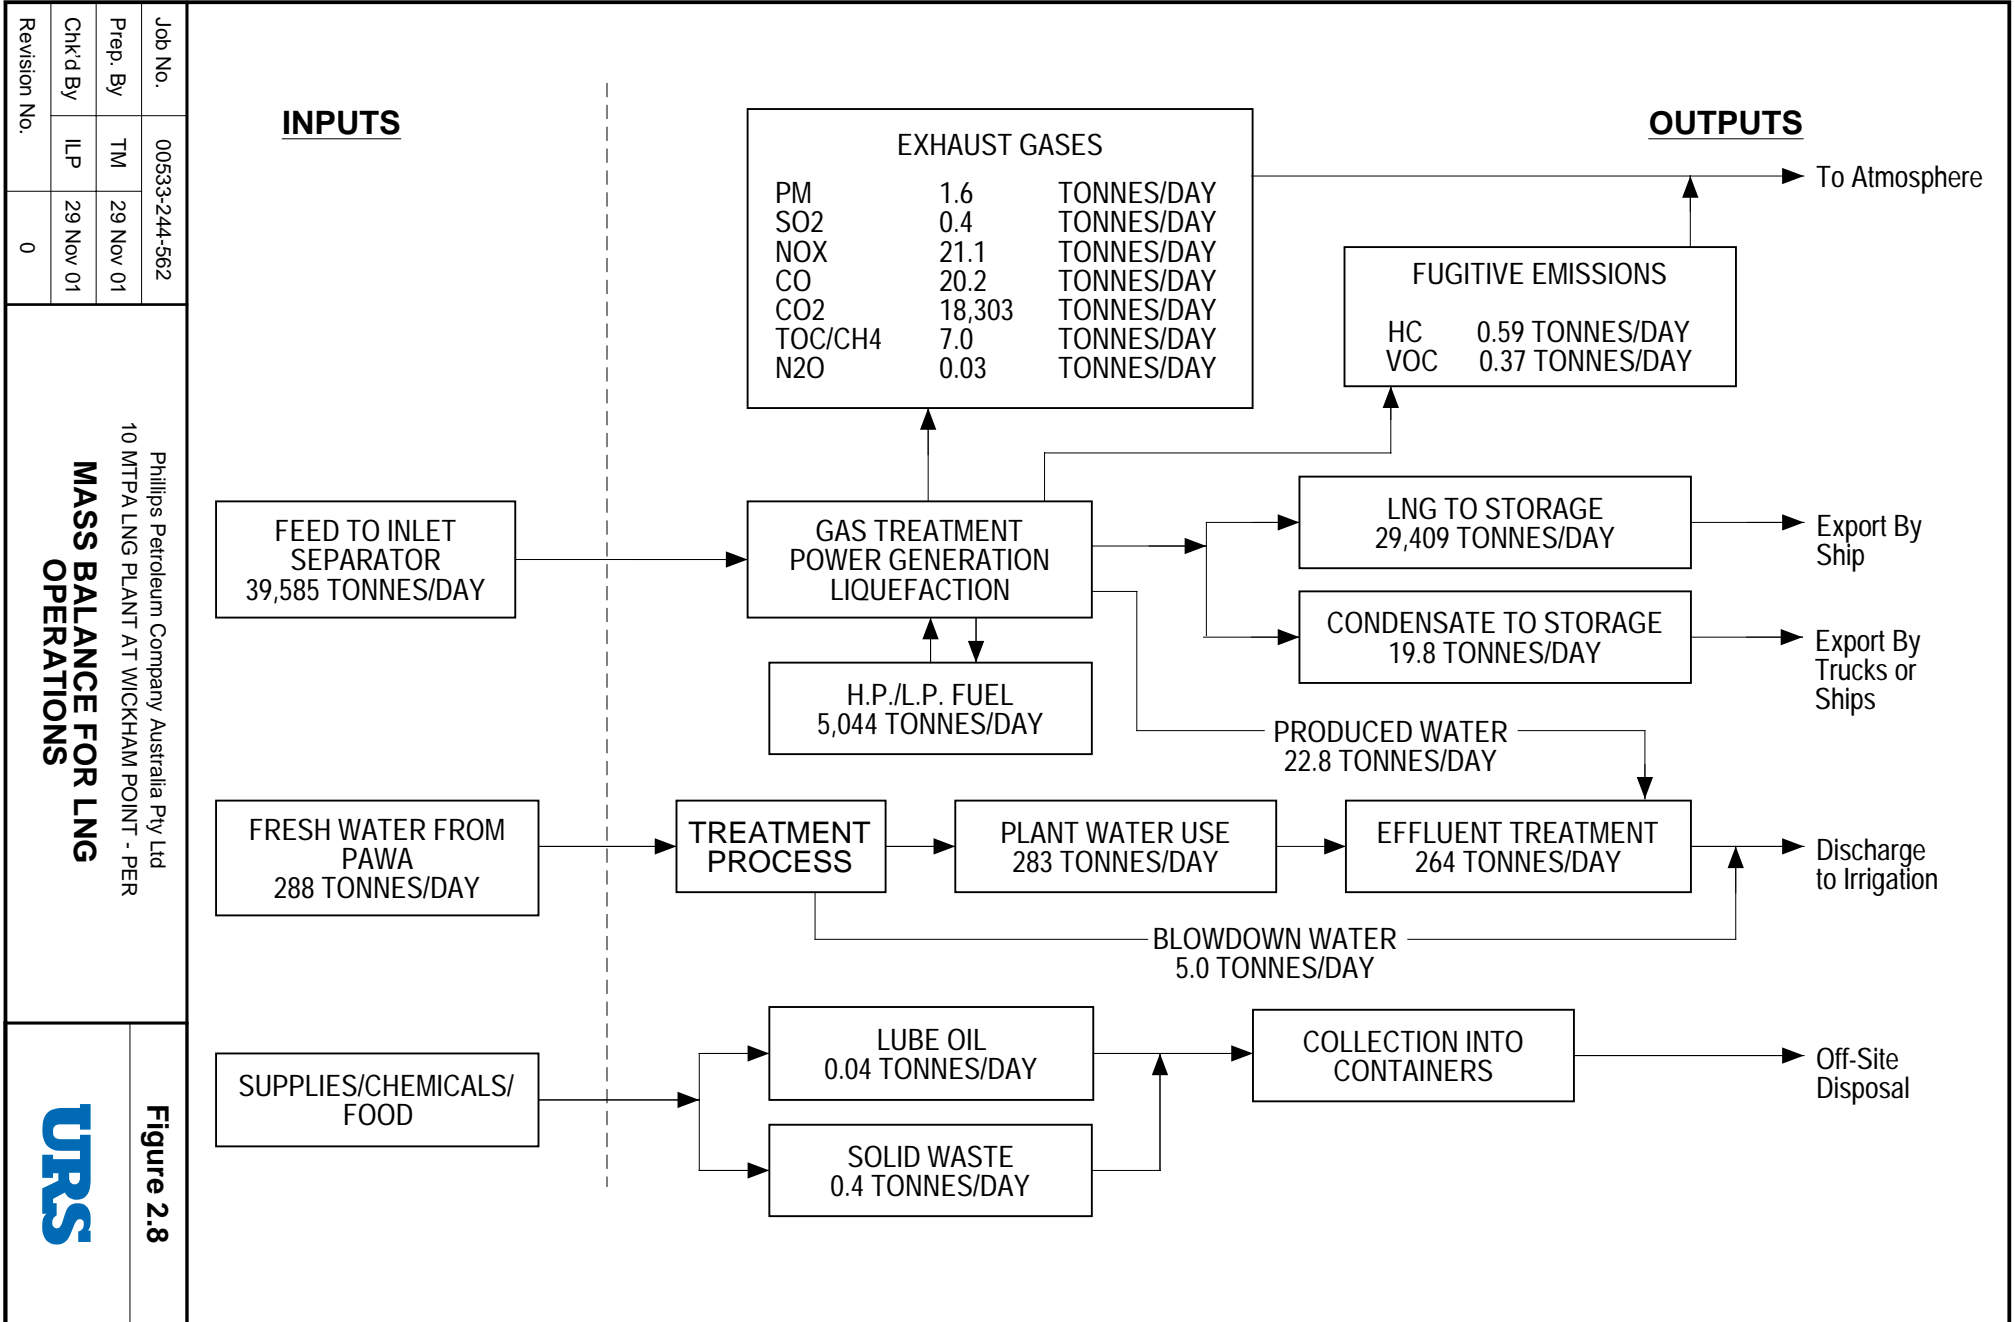 Job No.
00533-244-562
Prep. By
TM
29 Nov 01
Chk'd By
ILP
29 Nov 01
Revision No.
0
Phillips Petroleum Company Australia Pty Ltd
10 MTPA LNG PLANT AT WICKHAM POINT - PER
MASS BALANCE FOR LNG
OPERATIONS
Figure 2.8
URS
INPUTS
OUTPUTS
EXHAUST GASES
PM 1.6 TONNES/DAY
SO2 0.4 TONNES/DAY
NOX 21.1 TONNES/DAY
CO 20.2 TONNES/DAY
CO2 18,303 TONNES/DAY
TOC/CH4 7.0 TONNES/DAY
N2O 0.03 TONNES/DAY
To Atmosphere
FUGITIVE EMISSIONS
HC 0.59 TONNES/DAY
VOC 0.37 TONNES/DAY
FEED TO INLET
SEPARATOR
39,585 TONNES/DAY
GAS TREATMENT
POWER GENERATION
LIQUEFACTION
LNG TO STORAGE
29,409 TONNES/DAY
Export By
Ship
CONDENSATE TO STORAGE
19.8 TONNES/DAY
Export By
Trucks or
Ships
H.P./L.P. FUEL
5,044 TONNES/DAY
PRODUCED WATER
22.8 TONNES/DAY
FRESH WATER FROM
PAWA
288 TONNES/DAY
TREATMENT
PROCESS
PLANT WATER USE
283 TONNES/DAY
EFFLUENT TREATMENT
264 TONNES/DAY
Discharge
to Irrigation
BLOWDOWN WATER
5.0 TONNES/DAY
SUPPLIES/CHEMICALS/
FOOD
LUBE OIL
0.04 TONNES/DAY
SOLID WASTE
0.4 TONNES/DAY
COLLECTION INTO
CONTAINERS
Off-Site
Disposal